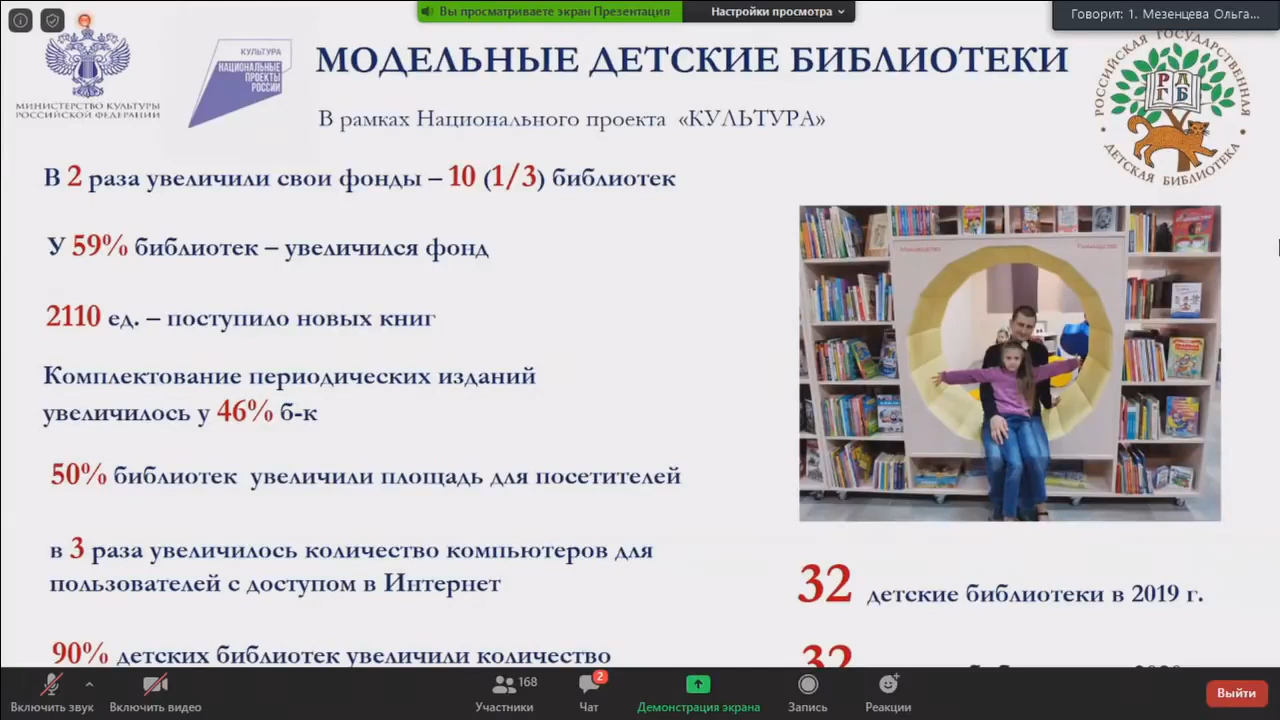 Вы просматриваете экран Презентация
Настройки просмотра
Говорит: 1. Мезенцева Ольга...
МИНИСТЕРСТВО КУЛЬТУРЫ
РОССИЙСКОЙ ФЕДЕРАЦИИ
КУЛЬТУРА
НАЦИОНАЛЬНЫЕ
ПРОЕКТЫ
РОССИИ
МОДЕЛЬНЫЕ ДЕТСКИЕ БИБЛИОТЕКИ
В рамках Национального проекта «КУЛЬТУРА»
РОССИЙСКАЯ ГОСУДАРСТВЕННАЯ
РГДБ
ДЕТСКАЯ БИБЛИОТЕКА
В 2 раза увеличили свои фонды – 10 (1/3) библиотек
У 59% библиотек – увеличился фонд
2110 ед. – поступило новых книг
Комплектование периодических изданий
увеличилось у 46% б-к
50% библиотек увеличили площадь для посетителей
в 3 раза увеличилось количество компьютеров для
пользователей с доступом в Интернет
90% детских библиотек увеличили количество
32 детские библиотеки в 2019 г.
32
Включить звук
Включить видео
168
Участники
2
Чат
Демонстрация экрана
Запись
Реакции
Выйти